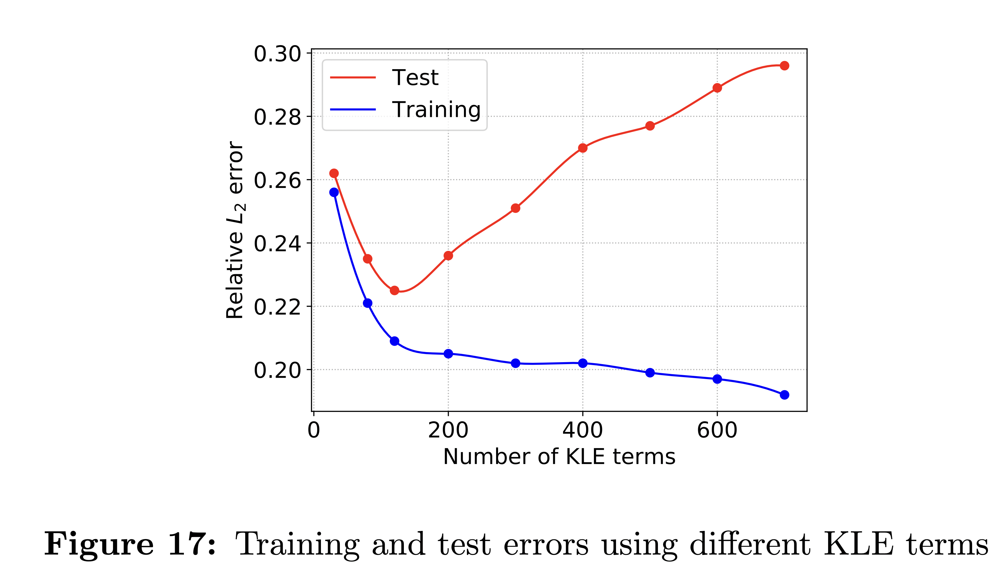 0.30
0.28
0.26
0.24
0.22
0.20
Relative L₂ error
Test
Training
0 200 400 600
Number of KLE terms
Figure 17: Training and test errors using different KLE terms